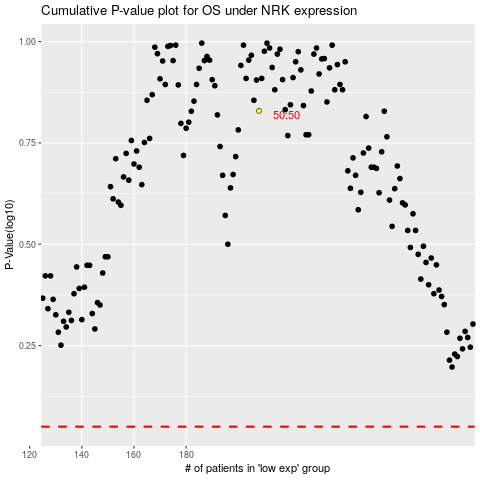 Cumulative P-value plot for OS under NRK expression
P-Value(log10)
1.00
0.75
0.50
0.25
50:50
120 140 160 180
# of patients in 'low exp' group